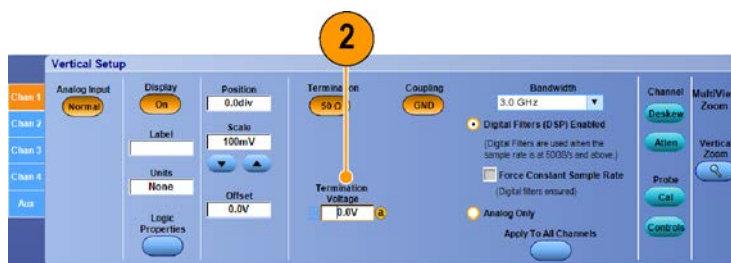 2
Vertical Setup
Chan 1
Chan 2
Chan 3
Chan 4
Aux
Analog Input
Normal
Display
On
Label
Units
None
Logic
Properties
Position
0.0div
Scale
100mV
Offset
0.0V
Termination
50 Ω
Termination
Voltage
0.0V
a
Coupling
GND
Bandwidth
3.0 GHz
Digital Filters (DSP) Enabled
(Digital Filters are used when the
sample rate is at 50GS/s and above.)
Force Constant Sample Rate
(Digital filters ensured)
Analog Only
Apply To All Channels
Channel
Deskew
Atten
Probe
Cal
Controls
MultiVie
Zoom
Vertical
Zoom